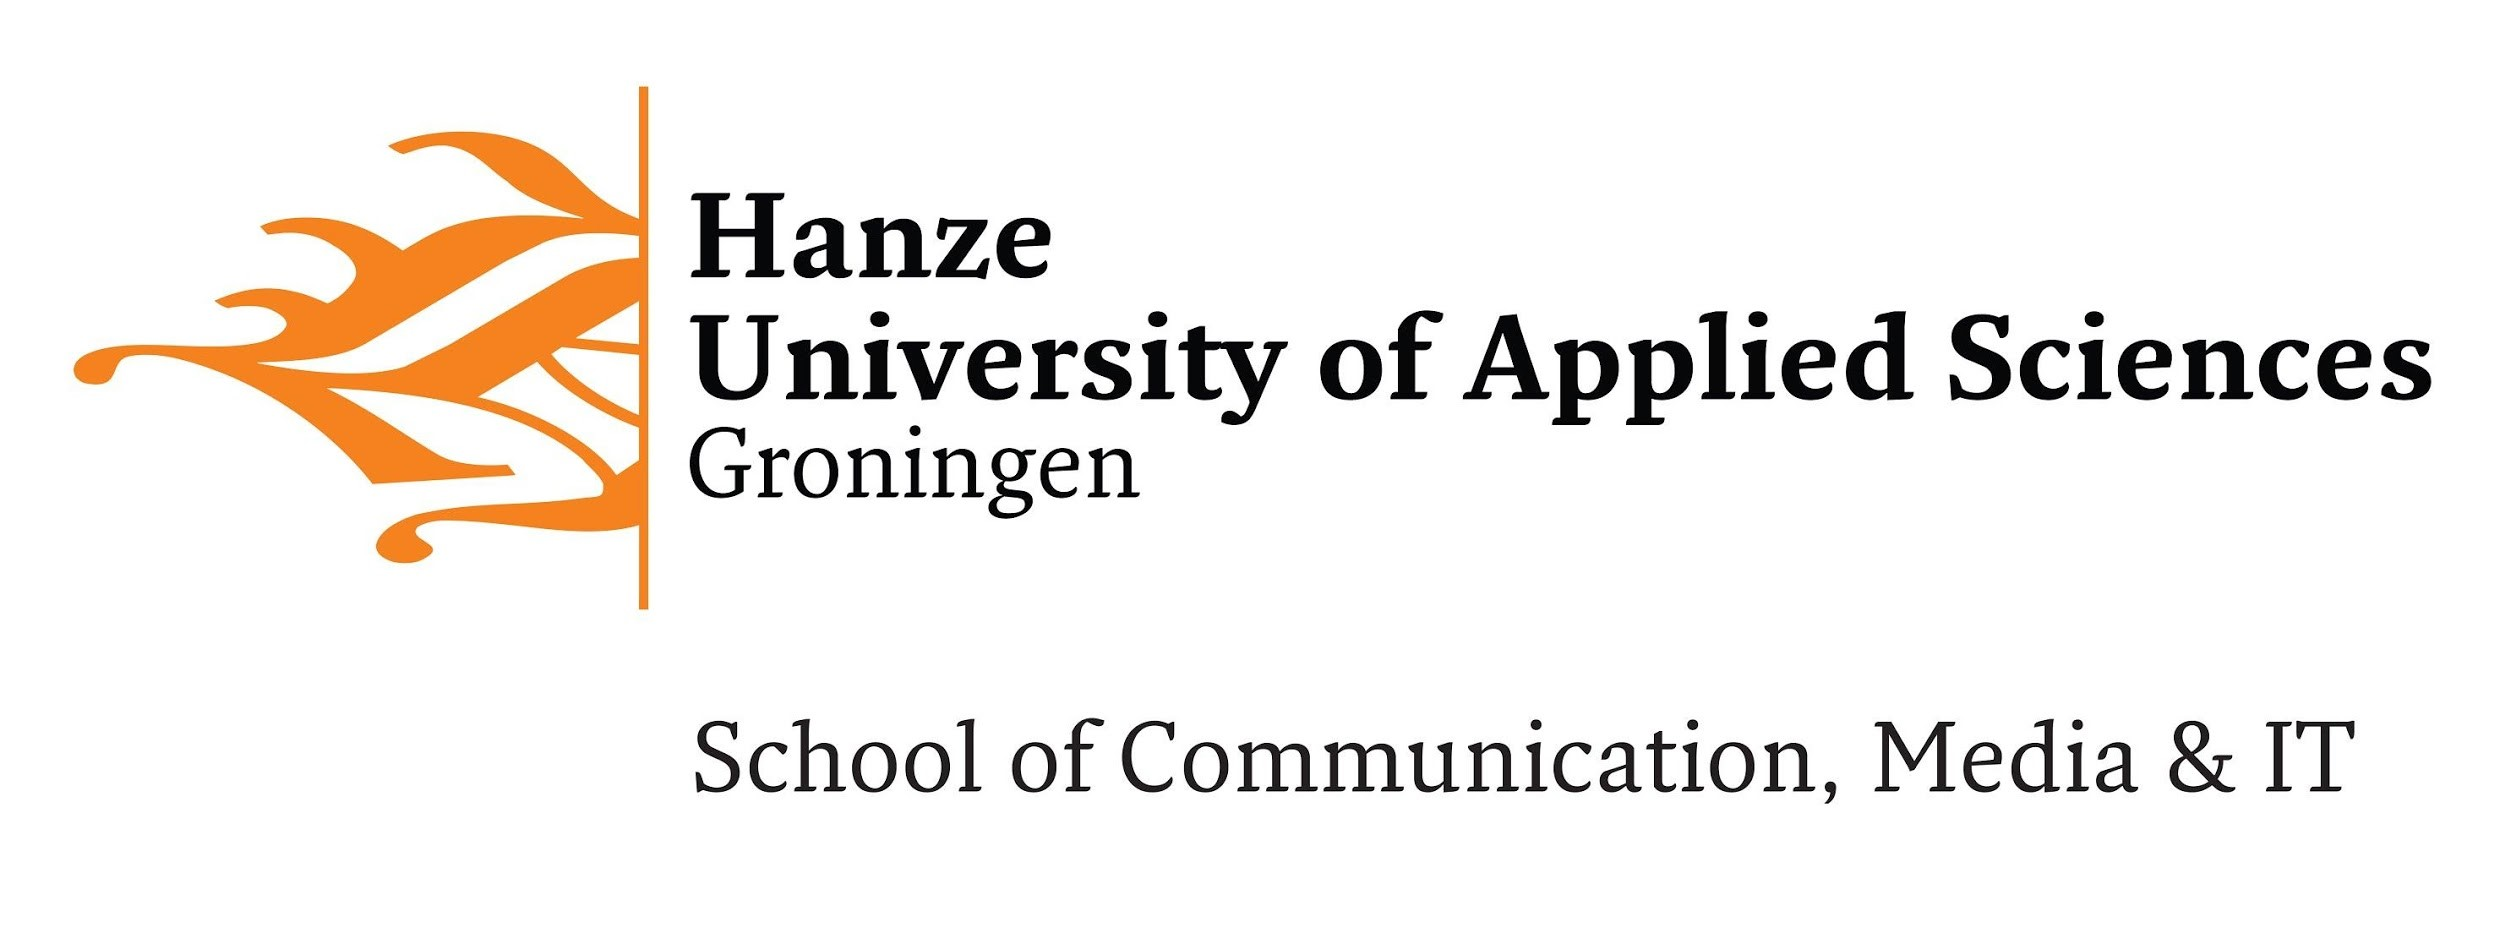 Hanze
University of Applied Sciences
Groningen
School of Communication, Media & IT